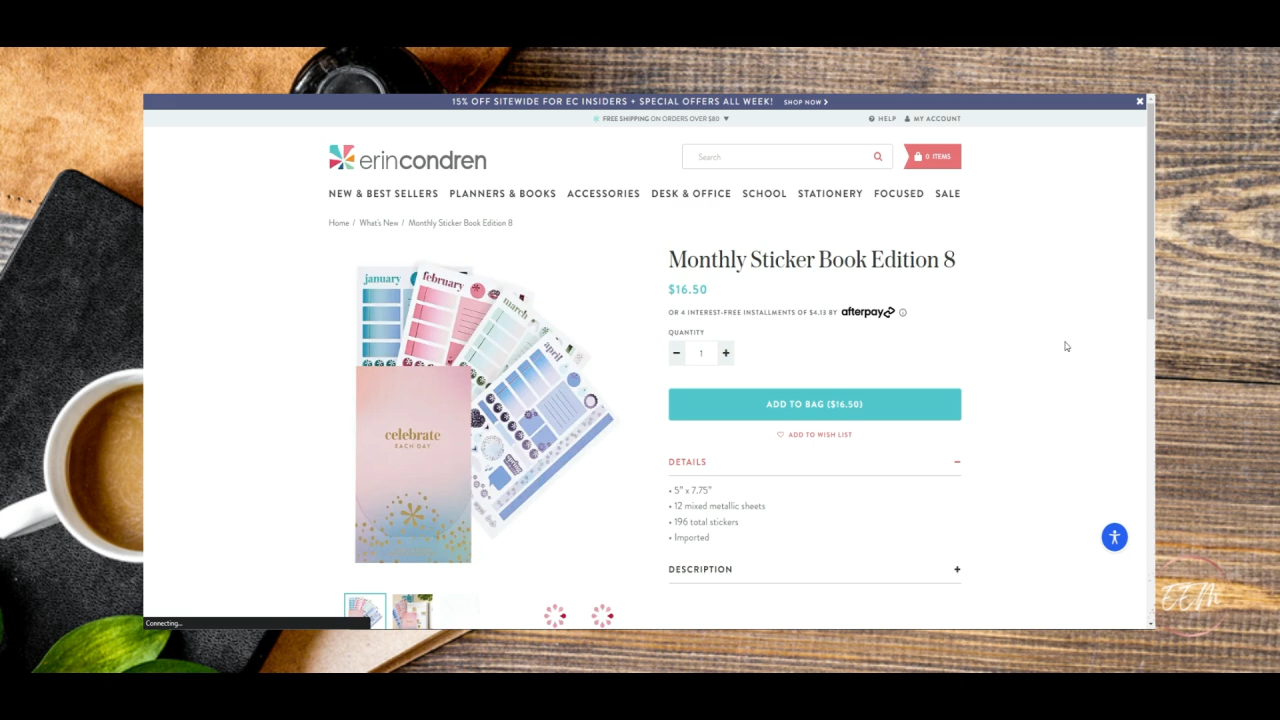 15% OFF SITEWIDE FOR EC INSIDERS + SPECIAL OFFERS ALL WEEK! SHOP NOW
FREE SHIPPING ON ORDERS OVER $80
HELP MY ACCOUNT
erincondren
Search
0 ITEMS
NEW & BEST SELLERS PLANNERS & BOOKS ACCESSORIES DESK & OFFICE SCHOOL STATIONERY FOCUSED SALE
Home / What's New / Monthly Sticker Book Edition 8
january
february
march
april
celebrate
EACH DAY
Monthly Sticker Book Edition 8
$16.50
OR 4 INTEREST-FREE INSTALLMENTS OF $4.13 BY afterpay
QUANTITY
− 1 +
ADD TO BAG ($16.50)
ADD TO WISH LIST
DETAILS −
• 5" x 7.75"
• 12 mixed metallic sheets
• 196 total stickers
• Imported
DESCRIPTION +
Connecting...
EEM